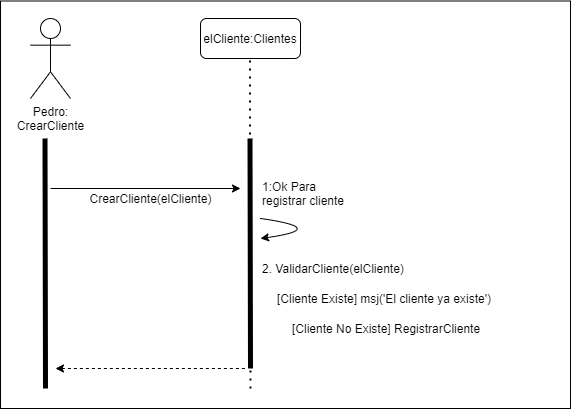 elCliente:Clientes
Pedro:
CrearCliente
CrearCliente(elCliente)
1:Ok Para
registrar cliente
2. ValidarCliente(elCliente)
[Cliente Existe] msj('El cliente ya existe')
[Cliente No Existe] RegistrarCliente